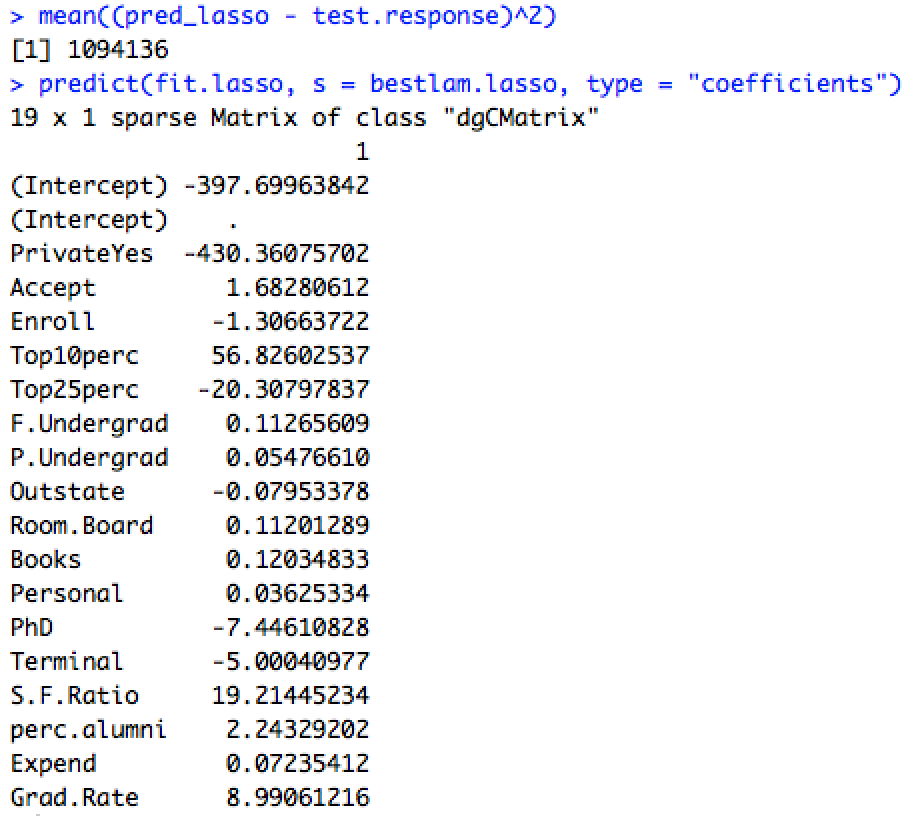 > mean((pred_lasso - test.response)^2)
[1] 1094136
> predict(fit.lasso, s = bestlam.lasso, type = "coefficients")
19 x 1 sparse Matrix of class "dgCMatrix"
1
(Intercept) -397.69963842
(Intercept) .
PrivateYes -430.36075702
Accept 1.68280612
Enroll -1.30663722
Top10perc 56.82602537
Top25perc -20.30797837
F.Undergrad 0.11265609
P.Undergrad 0.05476610
Outstate -0.07953378
Room.Board 0.11201289
Books 0.12034833
Personal 0.03625334
PhD -7.44610828
Terminal -5.00040977
S.F.Ratio 19.21445234
perc.alumni 2.24329202
Expend 0.07235412
Grad.Rate 8.99061216